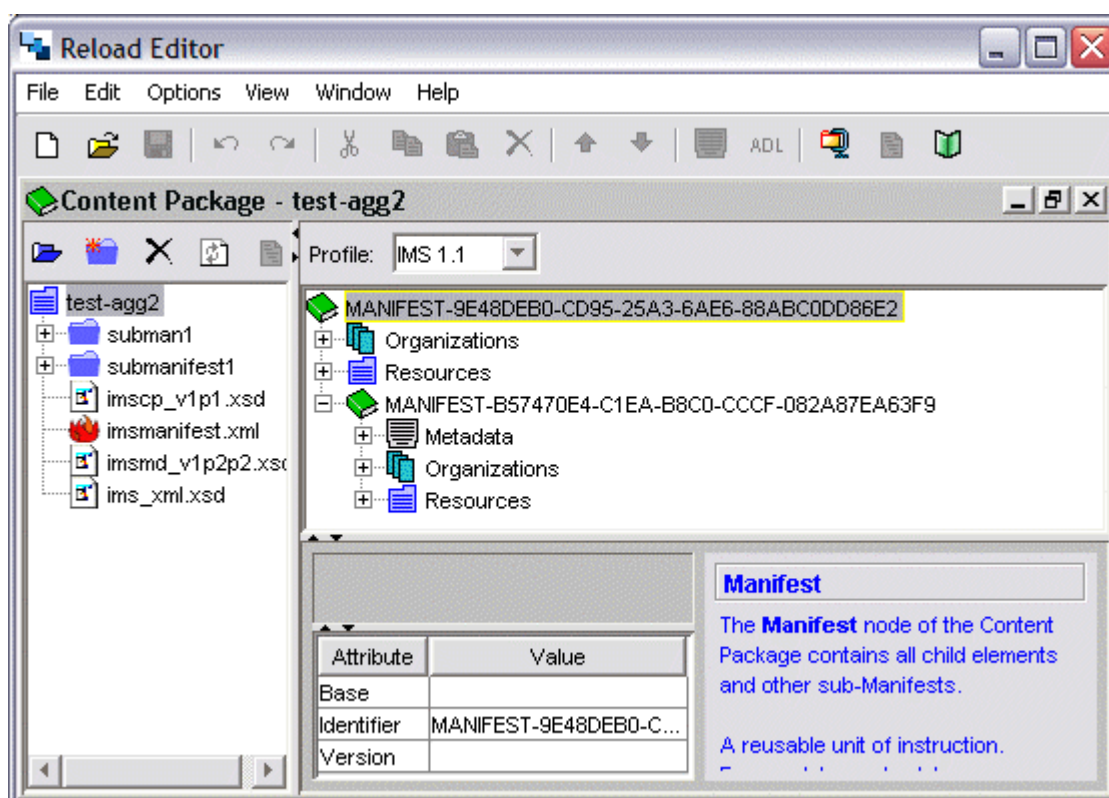 Reload Editor
File Edit Options View Window Help
ADL
Content Package - test-agg2
Profile: IMS 1.1
test-agg2
subman1
submanifest1
imscp_v1p1.xsd
imsmanifest.xml
imsmd_v1p2p2.xsc
ims_xml.xsd
MANIFEST-9E48DEB0-CD95-25A3-6AE6-88ABC0DD86E2
Organizations
Resources
MANIFEST-B57470E4-C1EA-B8C0-CCCF-082A87EA63F9
Metadata
Organizations
Resources
Attribute Value
Base
Identifier MANIFEST-9E48DEB0-C...
Version
Manifest
The Manifest node of the Content
Package contains all child elements
and other sub-Manifests.
A reusable unit of instruction.